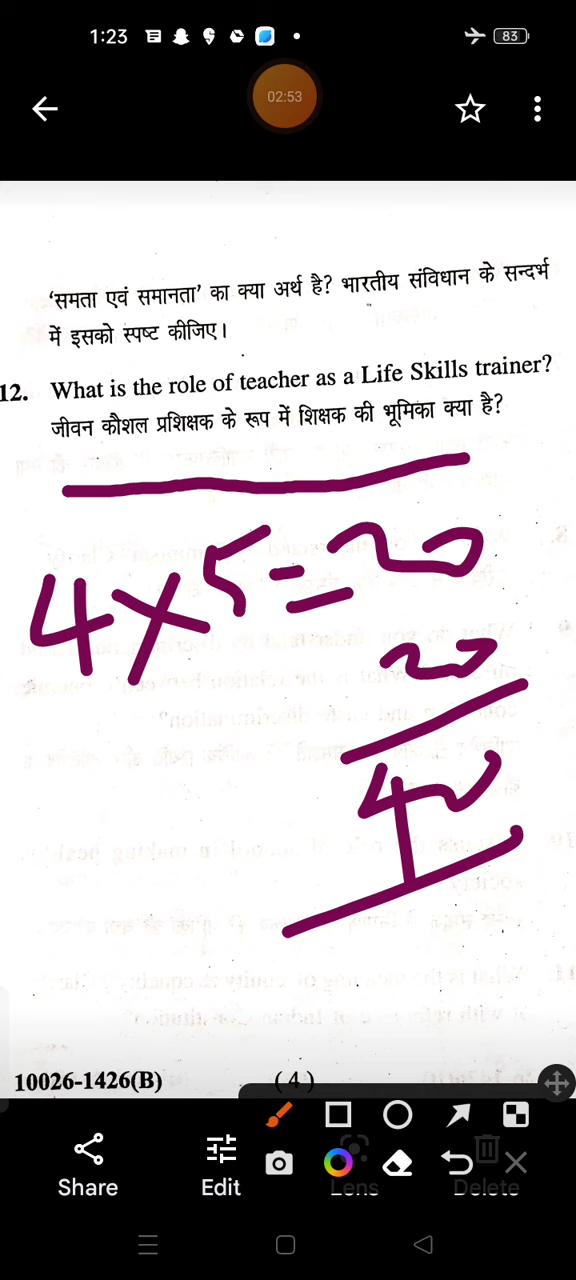 1:23
83
02:53
‘समता एवं समानता’ का क्या अर्थ है? भारतीय संविधान के सन्दर्भ
में इसको स्पष्ट कीजिए।
12. What is the role of teacher as a Life Skills trainer?
जीवन कौशल प्रशिक्षक के रूप में शिक्षक की भूमिका क्या है?
4×5=20
20
40
10026-1426(B) (4)
Share Edit Lens Delete